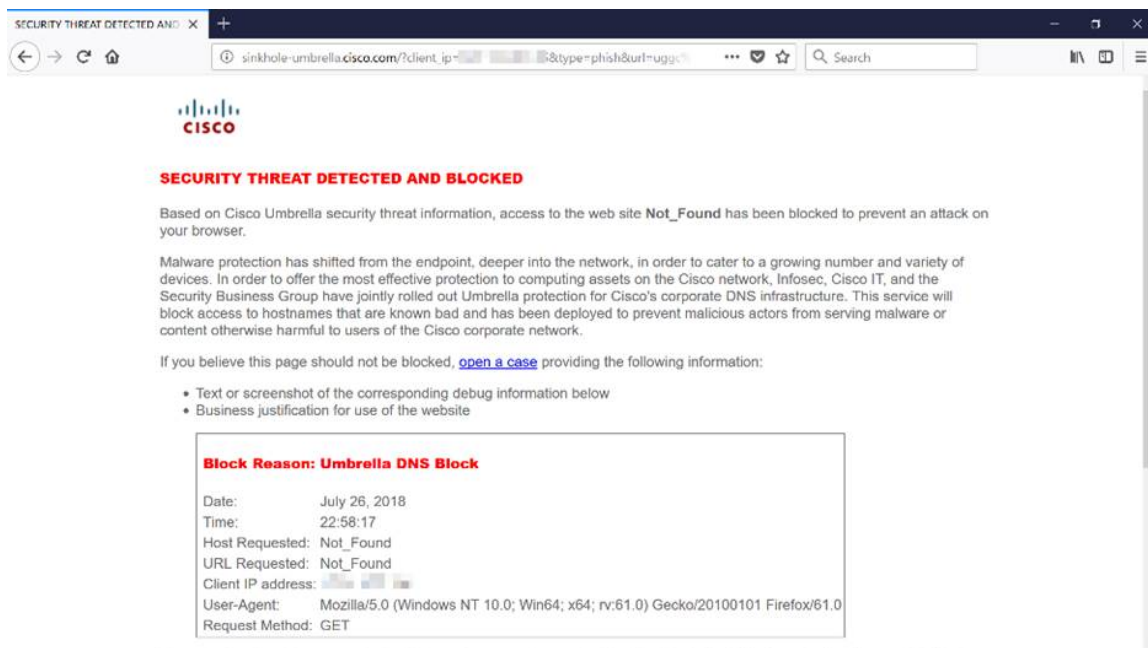 SECURITY THREAT DETECTED AND
sinkhole-umbrella.cisco.com/?client_ip=
&type=phish&url=uggc%
Search
CISCO
SECURITY THREAT DETECTED AND BLOCKED
Based on Cisco Umbrella security threat information, access to the web site Not_Found has been blocked to prevent an attack on
your browser.
Malware protection has shifted from the endpoint, deeper into the network, in order to cater to a growing number and variety of
devices. In order to offer the most effective protection to computing assets on the Cisco network, Infosec, Cisco IT, and the
Security Business Group have jointly rolled out Umbrella protection for Cisco's corporate DNS infrastructure. This service will
block access to hostnames that are known bad and has been deployed to prevent malicious actors from serving malware or
content otherwise harmful to users of the Cisco corporate network.
If you believe this page should not be blocked, open a case providing the following information:
• Text or screenshot of the corresponding debug information below
• Business justification for use of the website
Block Reason: Umbrella DNS Block
Date: July 26, 2018
Time: 22:58:17
Host Requested: Not_Found
URL Requested: Not_Found
Client IP address:
User-Agent: Mozilla/5.0 (Windows NT 10.0; Win64; x64; rv:61.0) Gecko/20100101 Firefox/61.0
Request Method: GET